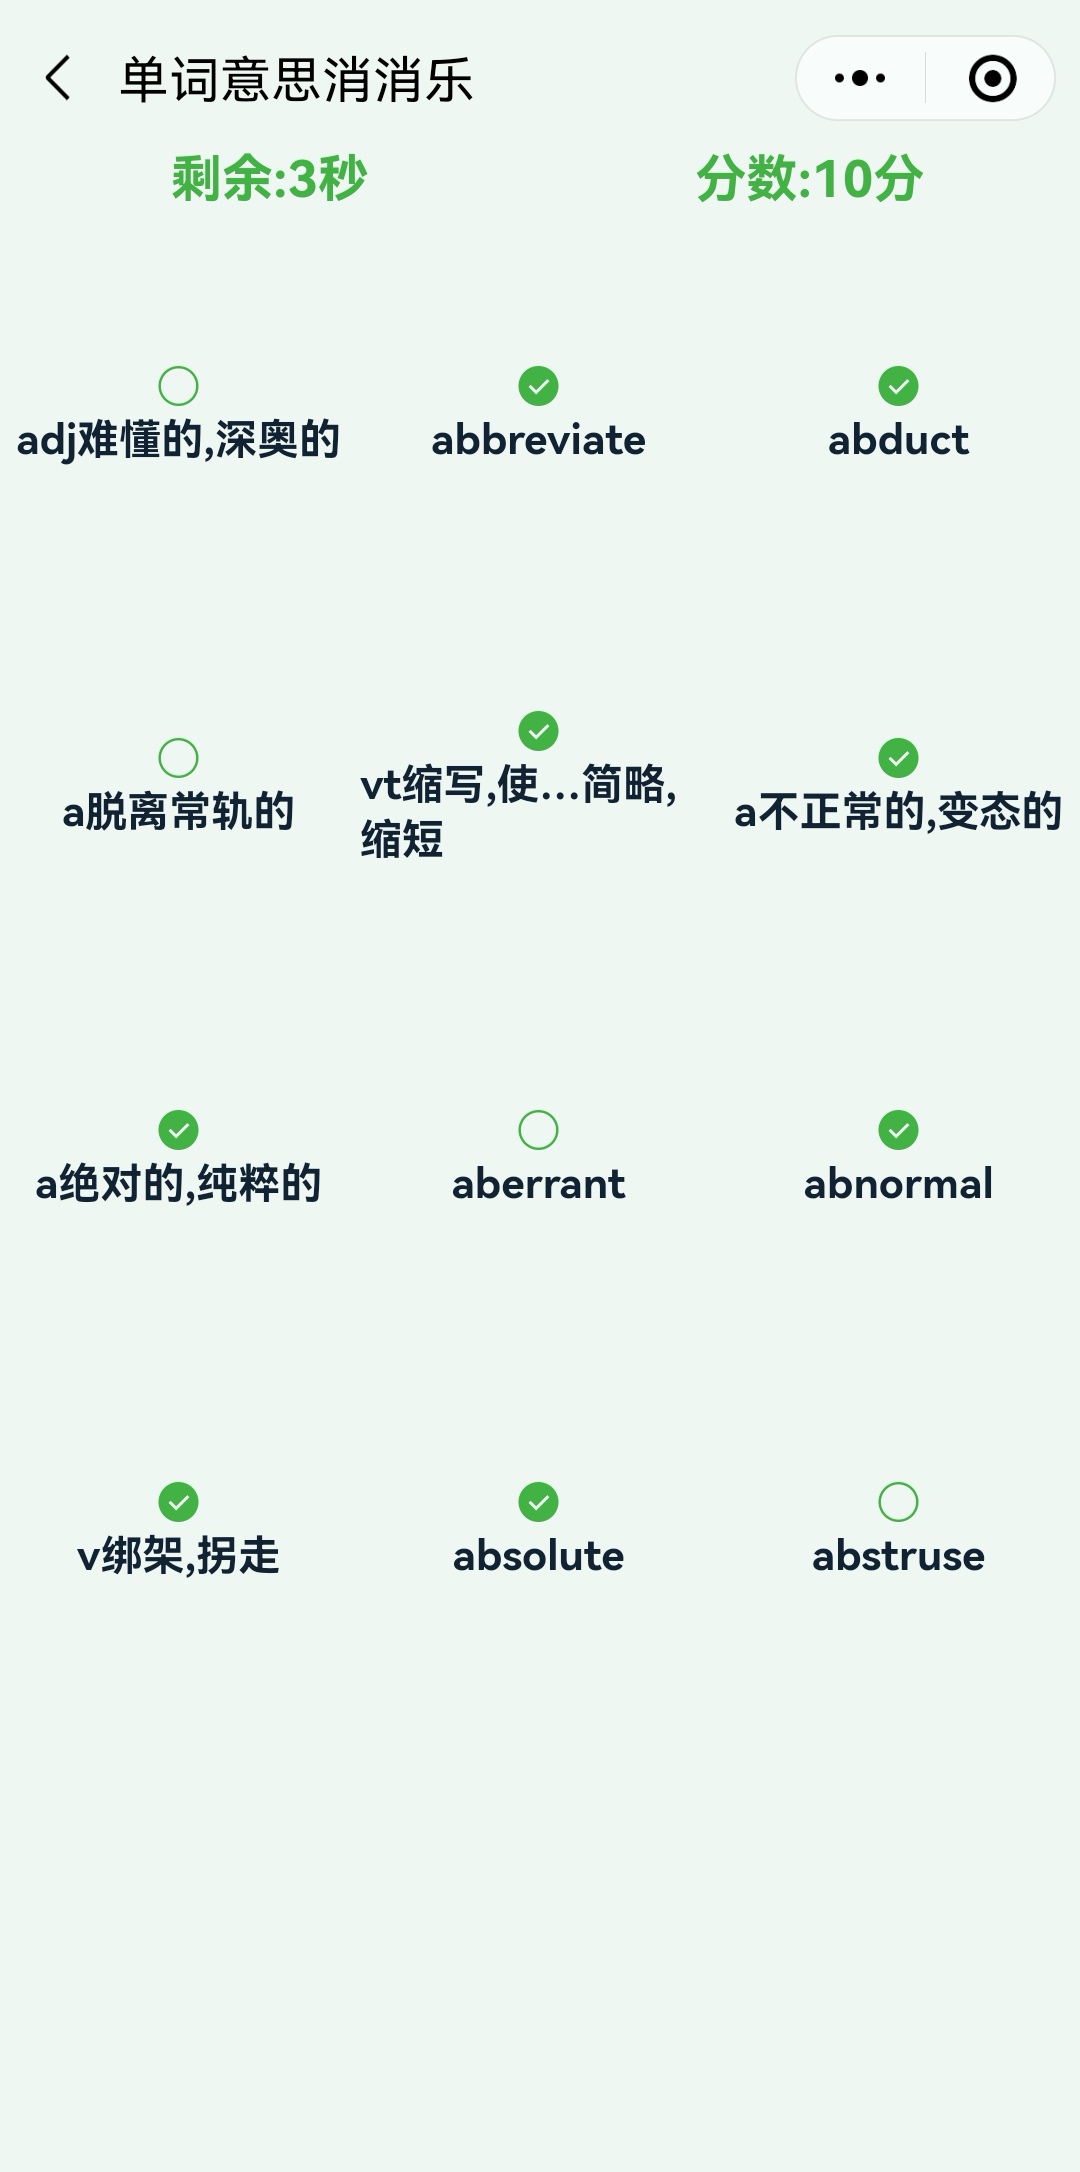 单词意思消消乐
剩余:3秒
分数:10分
adj难懂的,深奥的
abbreviate
abduct
a脱离常轨的
vt缩写,使…简略,
缩短
a不正常的,变态的
a绝对的,纯粹的
aberrant
abnormal
v绑架,拐走
absolute
abstruse